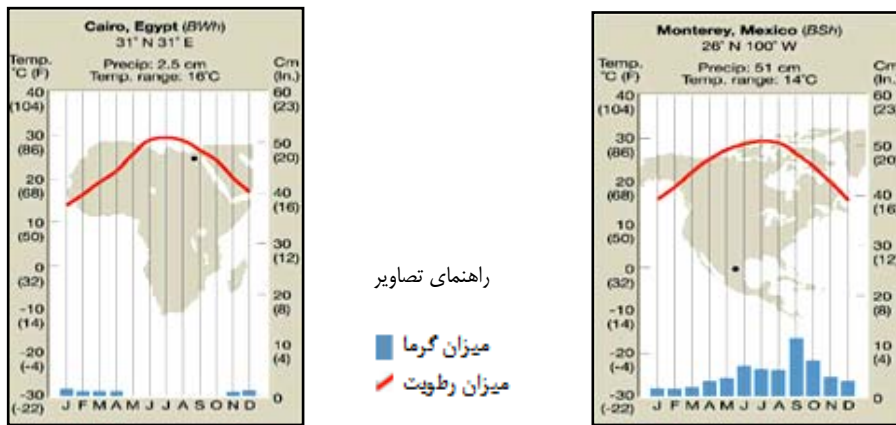 Cairo, Egypt (BWh)
31° N 31° E
Precip: 2.5 cm
Temp. range: 16°C
Temp.
°C (F)
Cm
(In.)
40
(104)
30
(86)
20
(68)
10
(50)
0
(32)
-10
(14)
-20
(-4)
-30
(-22)
60
(23)
50
(20)
40
(16)
30
(12)
20
(8)
10
(4)
0
J F M A M J J A S O N D
راهنمای تصاویر
میزان گرما
میزان رطوبت
Monterey, Mexico (BSh)
26° N 100° W
Precip: 51 cm
Temp. range: 14°C
Temp.
°C (F)
Cm
(In.)
40
(104)
30
(86)
20
(68)
10
(50)
0
(32)
-10
(14)
-20
(-4)
-30
(-22)
60
(23)
50
(20)
40
(16)
30
(12)
20
(8)
10
(4)
0
J F M A M J J A S O N D